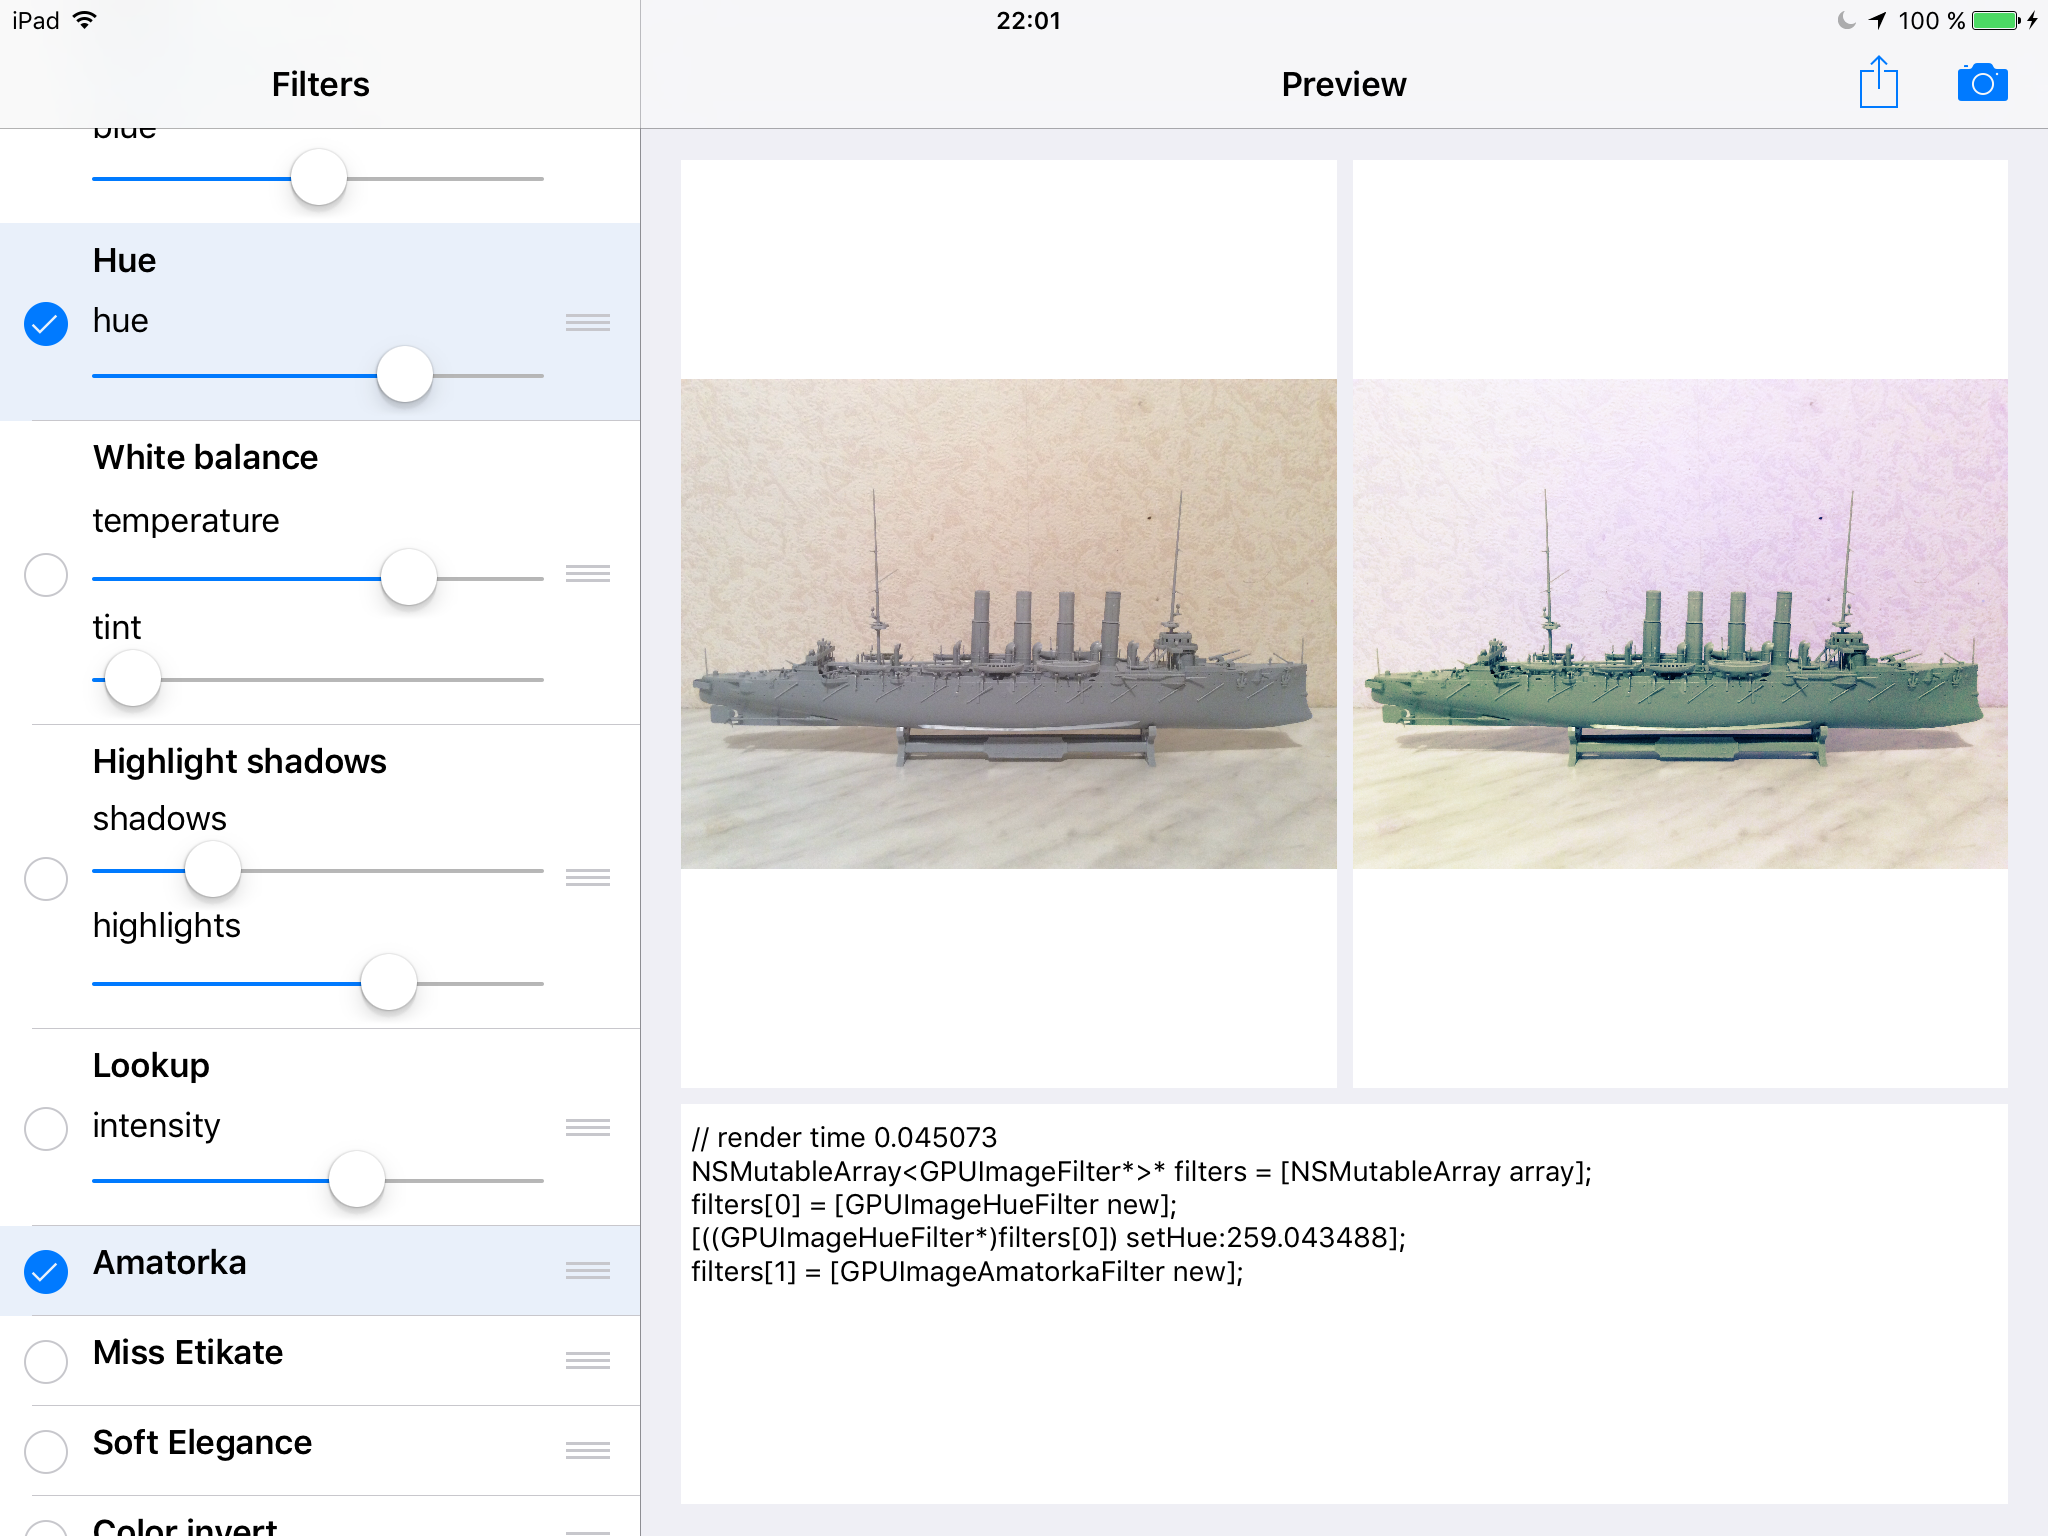 iPad
22:01
100 %
Filters
Preview
blue
Hue
hue
White balance
temperature
tint
Highlight shadows
shadows
highlights
Lookup
intensity
Amatorka
Miss Etikate
Soft Elegance
Color invert
// render time 0.045073
NSMutableArray<GPUImageFilter*>* filters = [NSMutableArray array];
filters[0] = [GPUImageHueFilter new];
[((GPUImageHueFilter*)filters[0]) setHue:259.043488];
filters[1] = [GPUImageAmatorkaFilter new];